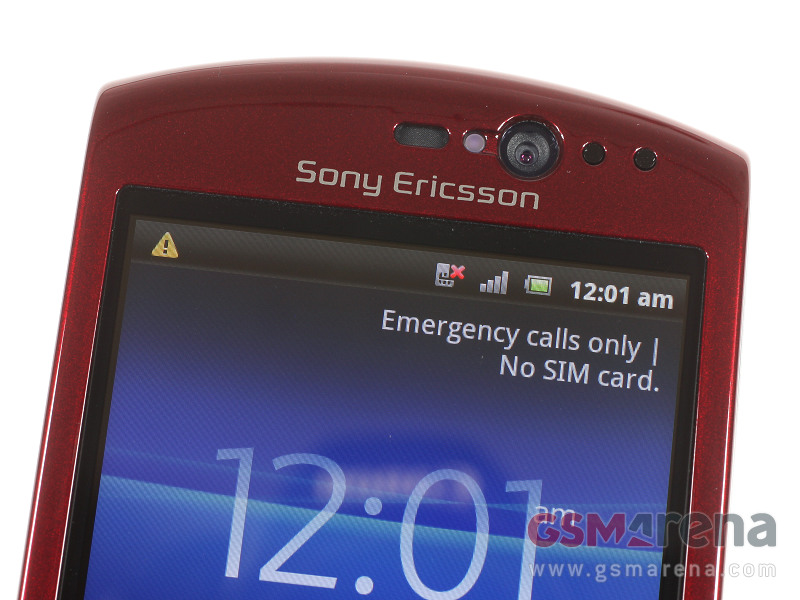 Sony Ericsson
12:01 am
Emergency calls only |
No SIM card.
12:01 am
GSMarena
www.gsmarena.com